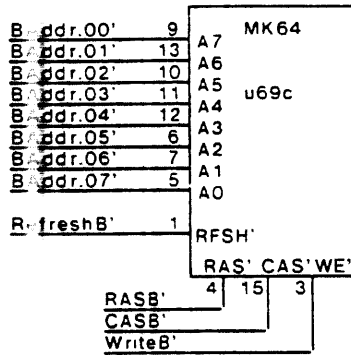 BAddr.00' 9 A7 MK64
BAddr.01' 13 A6
BAddr.02' 10 A5 u69c
BAddr.03' 11 A4
BAddr.04' 12 A3
BAddr.05' 6 A2
BAddr.06' 7 A1
BAddr.07' 5 A0
RefreshB' 1 RFSH'
RAS' CAS' WE'
4 15 3
RASB'
CASB'
WriteB'